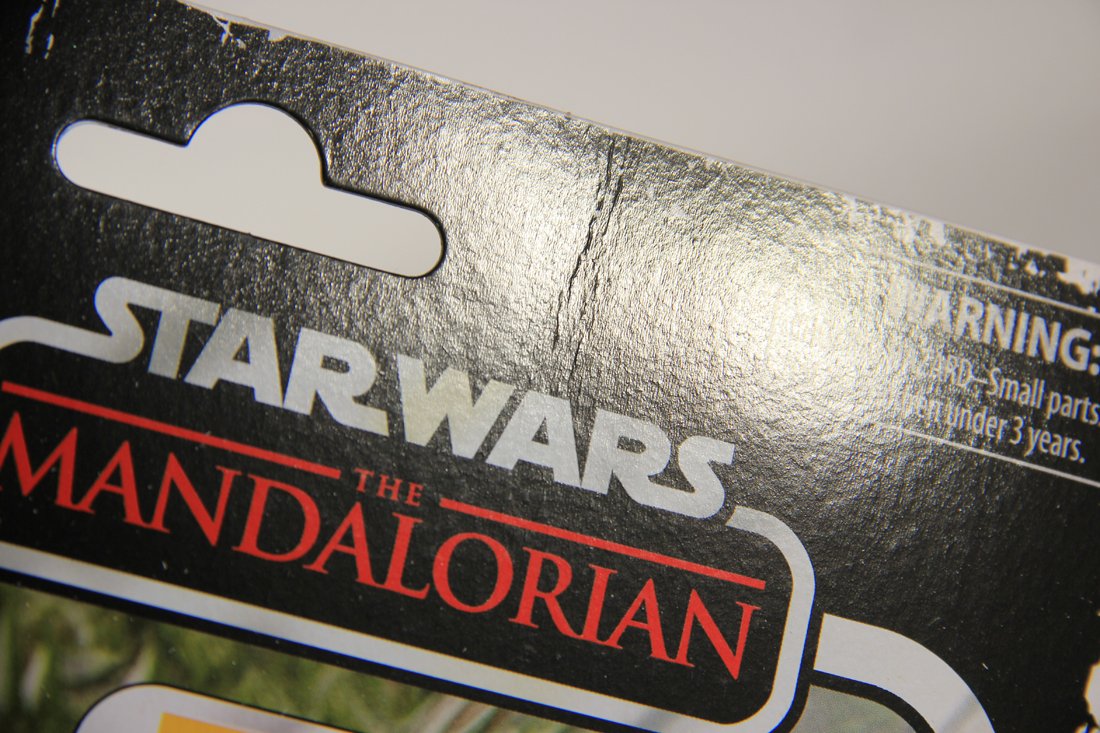 STAR WARS
THE
MANDALORIAN
WARNING:
Small parts
under 3 years.